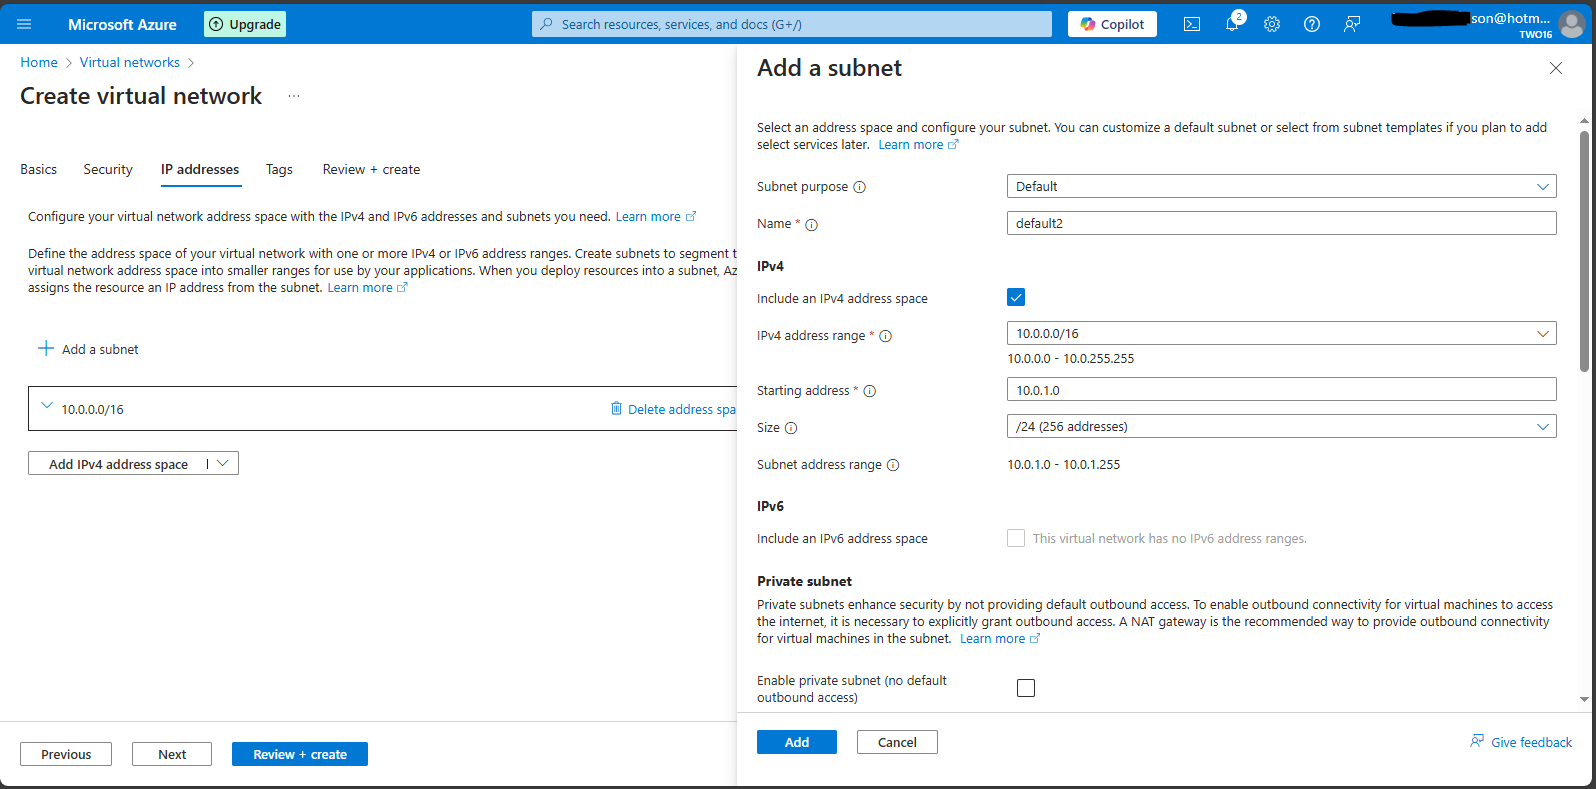 Microsoft Azure
Upgrade
Search resources, services, and docs (G+/)
Copilot
2
son@hotm...
TWO16
Home > Virtual networks >
Create virtual network ...
Basics Security IP addresses Tags Review + create
Configure your virtual network address space with the IPv4 and IPv6 addresses and subnets you need. Learn more
Define the address space of your virtual network with one or more IPv4 or IPv6 address ranges. Create subnets to segment t
virtual network address space into smaller ranges for use by your applications. When you deploy resources into a subnet, Az
assigns the resource an IP address from the subnet. Learn more
+ Add a subnet
10.0.0.0/16
Delete address spa
Add IPv4 address space
Previous
Next
Review + create
Add a subnet
Select an address space and configure your subnet. You can customize a default subnet or select from subnet templates if you plan to add
select services later. Learn more
Subnet purpose
Default
Name *
default2
IPv4
Include an IPv4 address space
IPv4 address range *
10.0.0.0/16
10.0.0.0 - 10.0.255.255
Starting address *
10.0.1.0
Size
/24 (256 addresses)
Subnet address range
10.0.1.0 - 10.0.1.255
IPv6
Include an IPv6 address space
This virtual network has no IPv6 address ranges.
Private subnet
Private subnets enhance security by not providing default outbound access. To enable outbound connectivity for virtual machines to access
the internet, it is necessary to explicitly grant outbound access. A NAT gateway is the recommended way to provide outbound connectivity
for virtual machines in the subnet. Learn more
Enable private subnet (no default
outbound access)
Add
Cancel
Give feedback